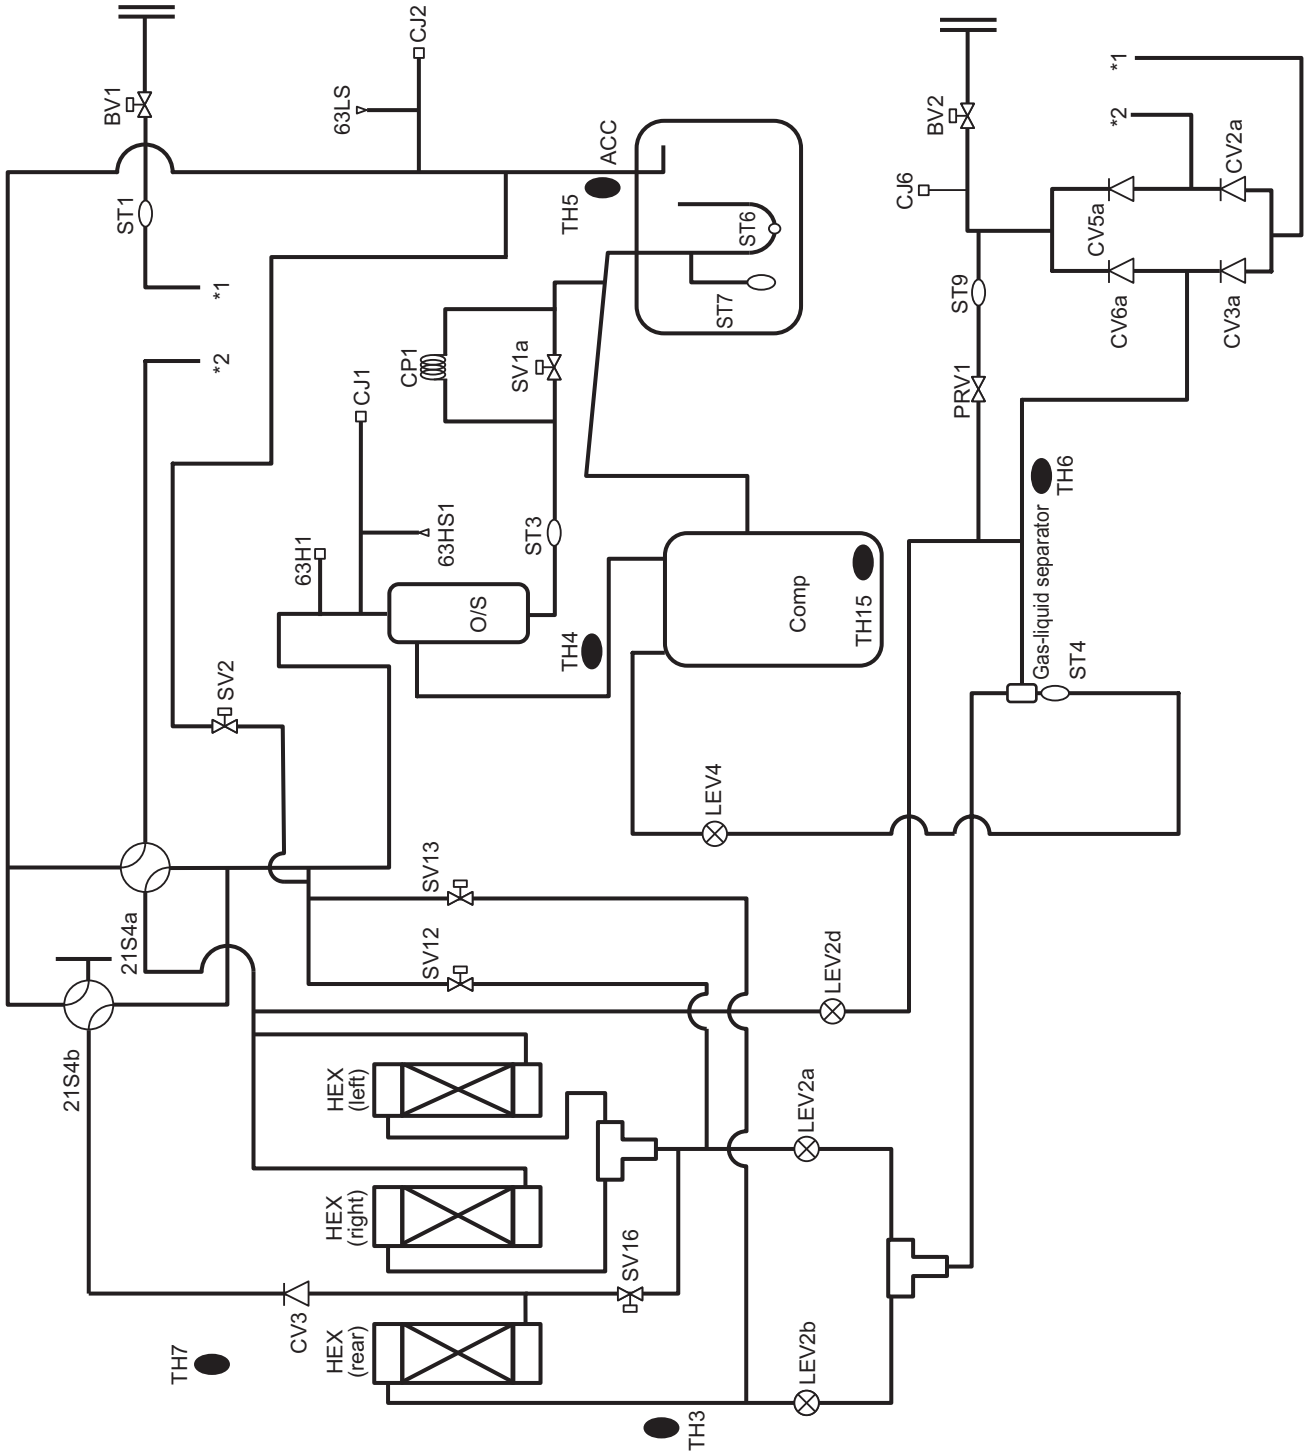 TH7
CV3
21S4b
21S4a
HEX
(rear)
HEX
(right)
HEX
(left)
TH3
SV16
SV12
SV13
LEV2b
LEV2a
LEV2d
LEV4
SV2
63H1
CJ1
63HS1
O/S
TH4
ST3
CP1
SV1a
*2
*1
ST1
BV1
63LS
CJ2
TH5
ACC
ST7
ST6
Comp
TH15
Gas-liquid separator
ST4
TH6
PRV1
ST9
CJ6
BV2
CV6a
CV5a
CV3a
CV2a
*2
*1